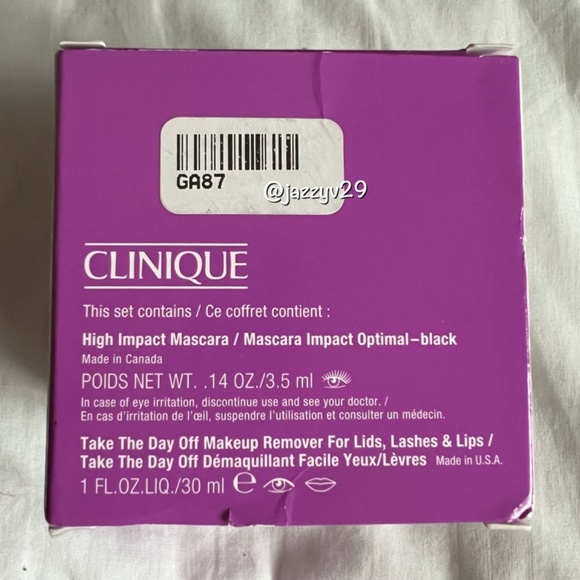 GA87
@jazzyv29
CLINIQUE
This set contains / Ce coffret contient :
High Impact Mascara / Mascara Impact Optimal–black
Made in Canada
POIDS NET WT. .14 OZ./3.5 ml
In case of eye irritation, discontinue use and see your doctor. /
En cas d'irritation de l'œil, suspendre l'utilisation et consulter un médecin.
Take The Day Off Makeup Remover For Lids, Lashes & Lips /
Take The Day Off Démaquillant Facile Yeux/Lèvres Made in U.S.A.
1 FL.OZ.LIQ./30 ml e